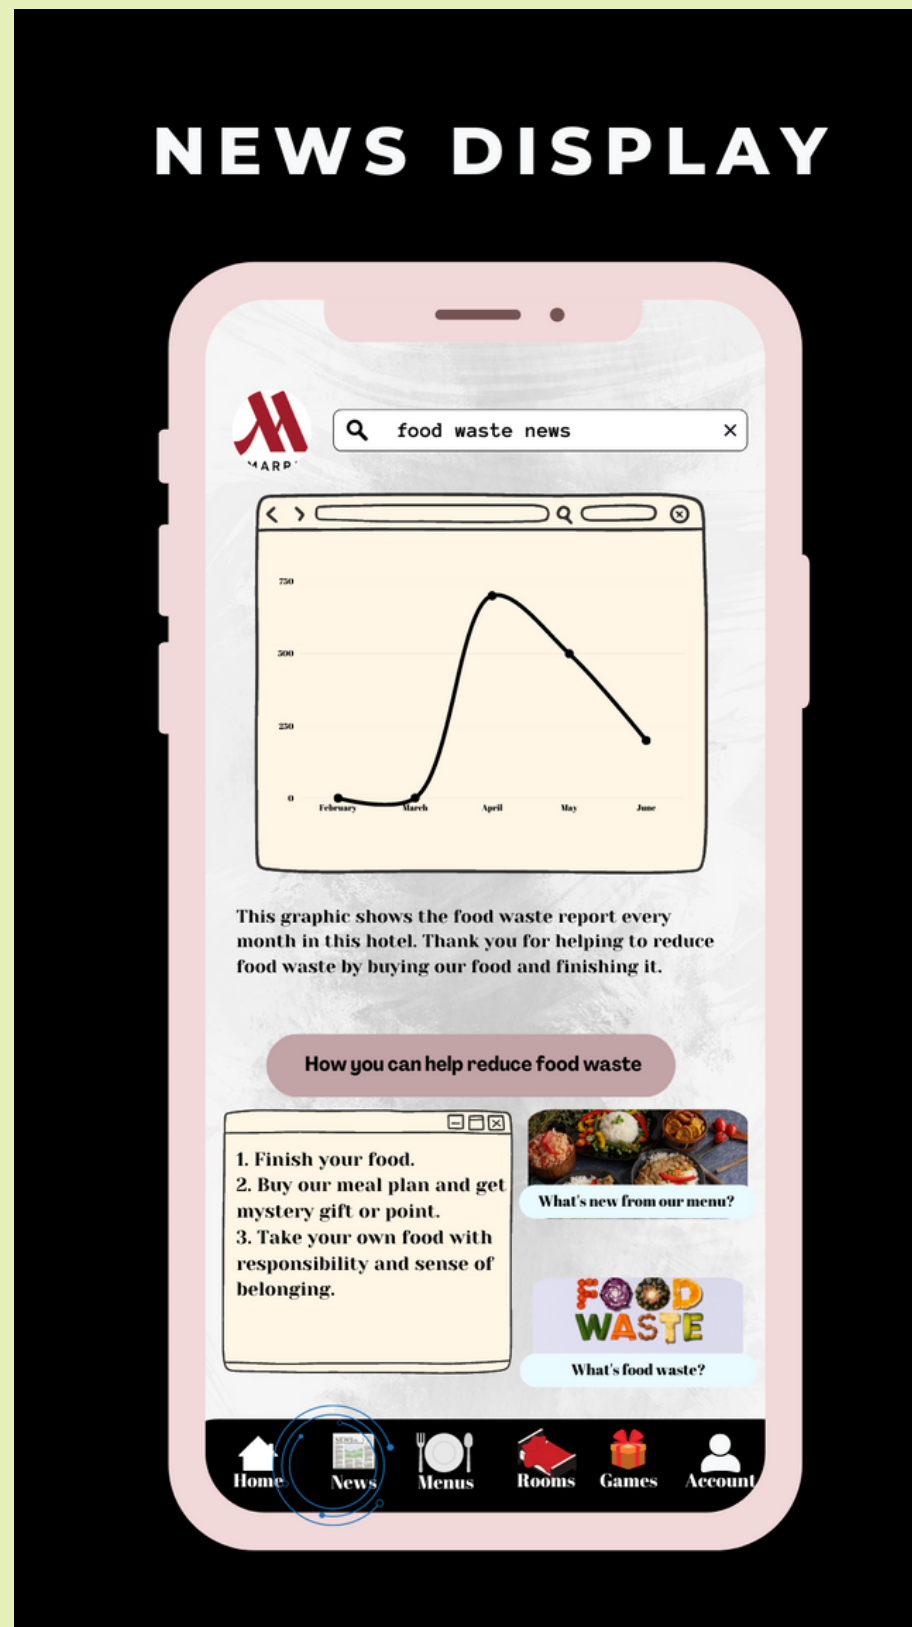 NEWS DISPLAY
MARR
food waste news
750
500
250
0
February March April May June
This graphic shows the food waste report every
month in this hotel. Thank you for helping to reduce
food waste by buying our food and finishing it.
How you can help reduce food waste
1. Finish your food.
2. Buy our meal plan and get
mystery gift or point.
3. Take your own food with
responsibility and sense of
belonging.
What's new from our menu?
FOOD
WASTE
What's food waste?
NEWS
Home News Menus Rooms Games Account